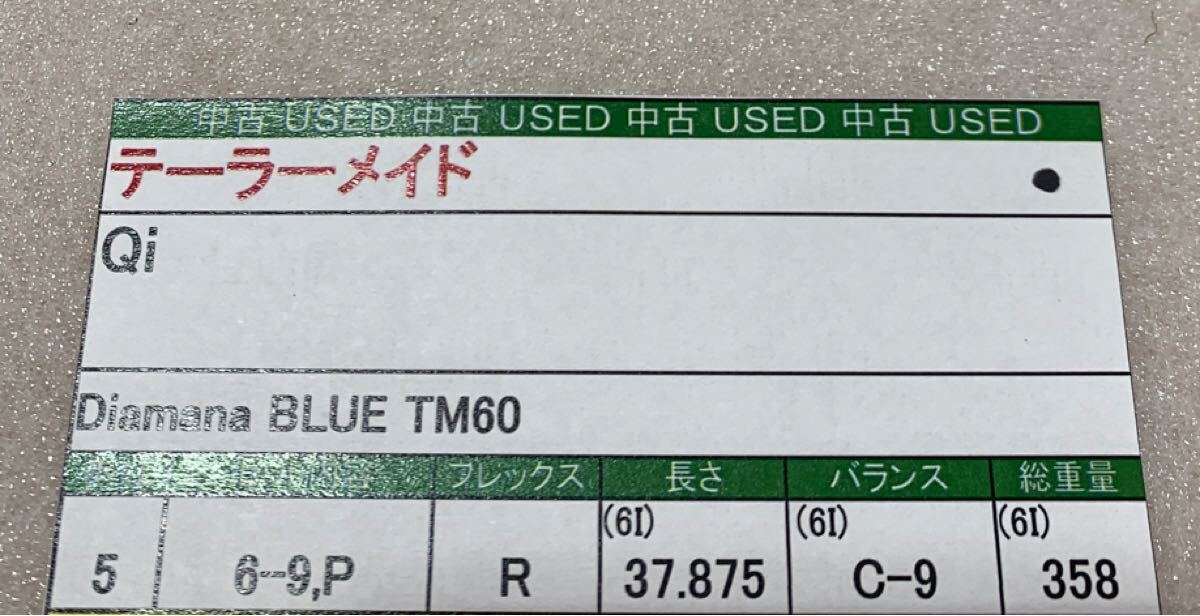 中古 USED 中古 USED 中古 USED 中古 USED
テーラーメイド
Qi
Diamana BLUE TM60
フレックス 長さ バランス 総重量
(6I) (6I) (6I)
5 6-9,P R 37.875 C-9 358